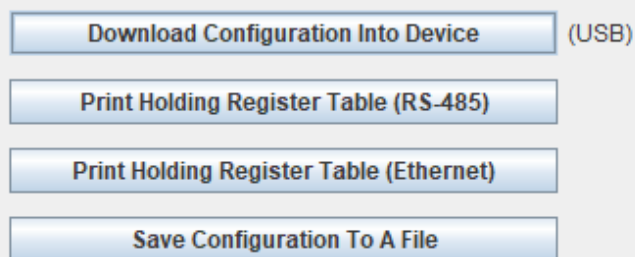 Download Configuration Into Device (USB)
Print Holding Register Table (RS-485)
Print Holding Register Table (Ethernet)
Save Configuration To A File